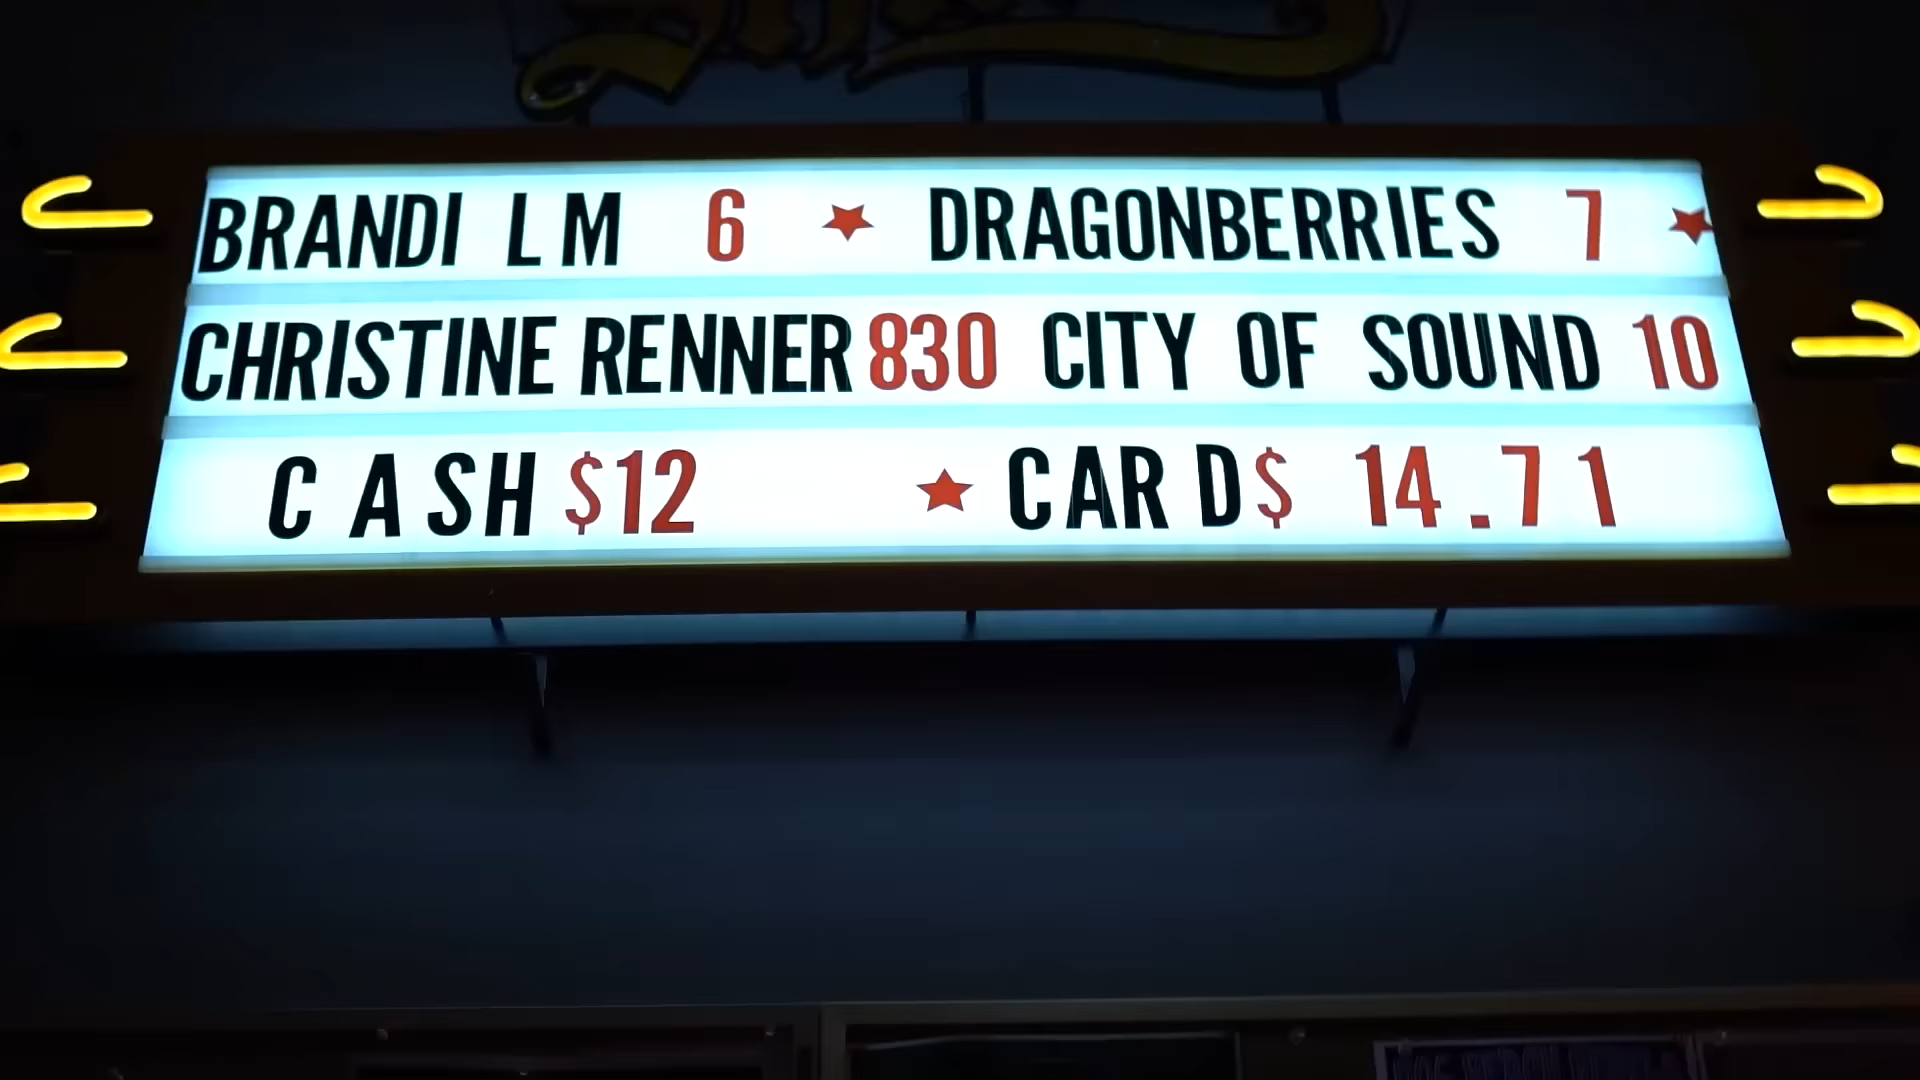 BRANDI LM 6 ★ DRAGONBERRIES 7 ★
CHRISTINE RENNER 830 CITY OF SOUND 10
CASH $12 ★ CARD $ 14.71